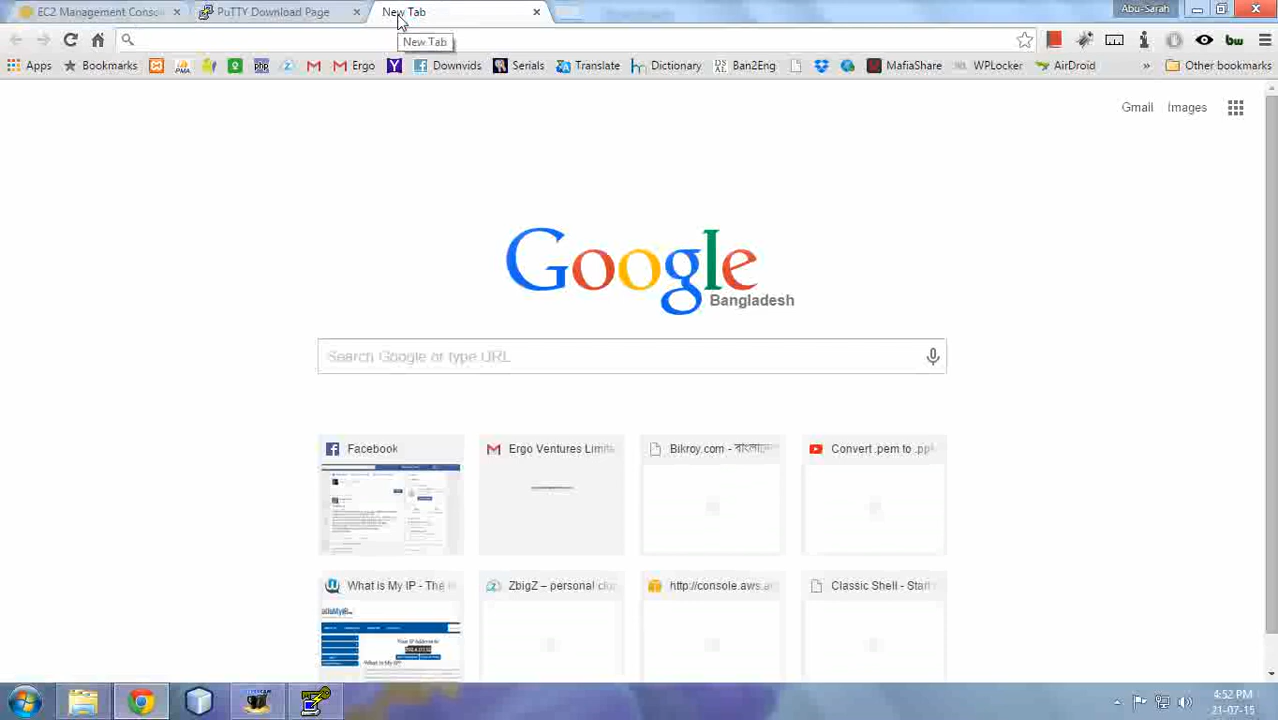 EC2 Management Conso
PuTTY Download Page
New Tab
Abu-Sarah
New Tab
Apps
Bookmarks
Ergo
Downvids
Serials
Translate
Dictionary
Ban2Eng
MafiaShare
WPLocker
AirDroid
»
Other bookmarks
Gmail
Images
Google
Bangladesh
Search Google or type URL
Facebook
Ergo Ventures Limite
Bikroy.com -
Convert .pem to .pp
What is My IP - The
ZbigZ – personal clou
http://console.aws.a
Classic Shell - Start
4:52 PM
21-07-15